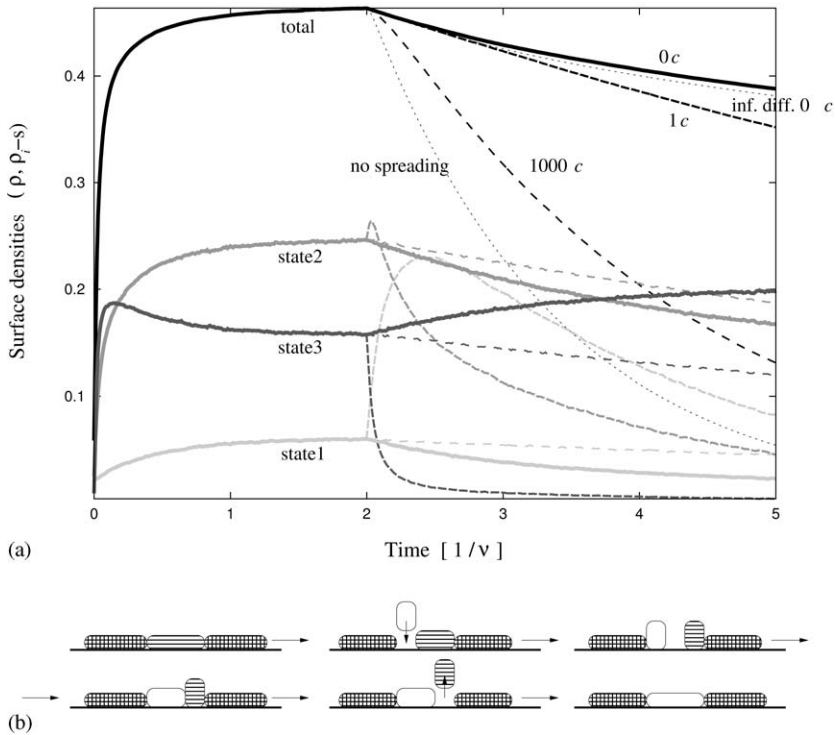 total
0 c
inf. diff. 0 c
1 c
no spreading
1000 c
state2
state3
state1
0.4
0.3
0.2
0.1
Surface densities ( ρ, ρi−s)
0 1 2 3 4 5
Time [ 1/ν ]
(a)
(b)